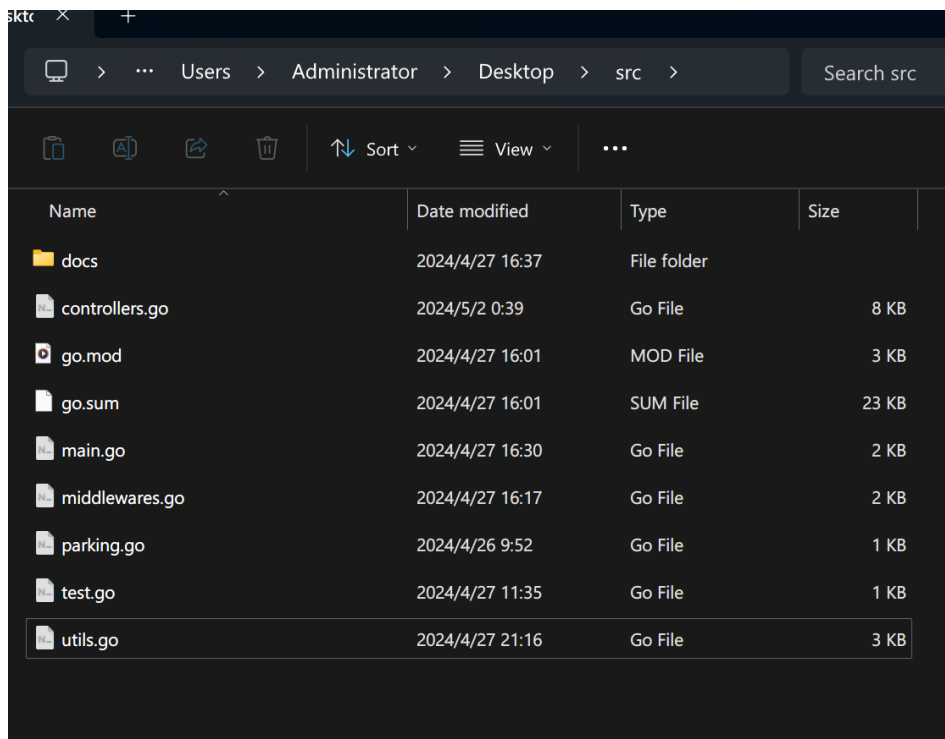 Users > Administrator > Desktop > src > Search src
Sort View
Name Date modified Type Size
docs 2024/4/27 16:37 File folder
controllers.go 2024/5/2 0:39 Go File 8 KB
go.mod 2024/4/27 16:01 MOD File 3 KB
go.sum 2024/4/27 16:01 SUM File 23 KB
main.go 2024/4/27 16:30 Go File 2 KB
middlewares.go 2024/4/27 16:17 Go File 2 KB
parking.go 2024/4/26 9:52 Go File 1 KB
test.go 2024/4/27 11:35 Go File 1 KB
utils.go 2024/4/27 21:16 Go File 3 KB